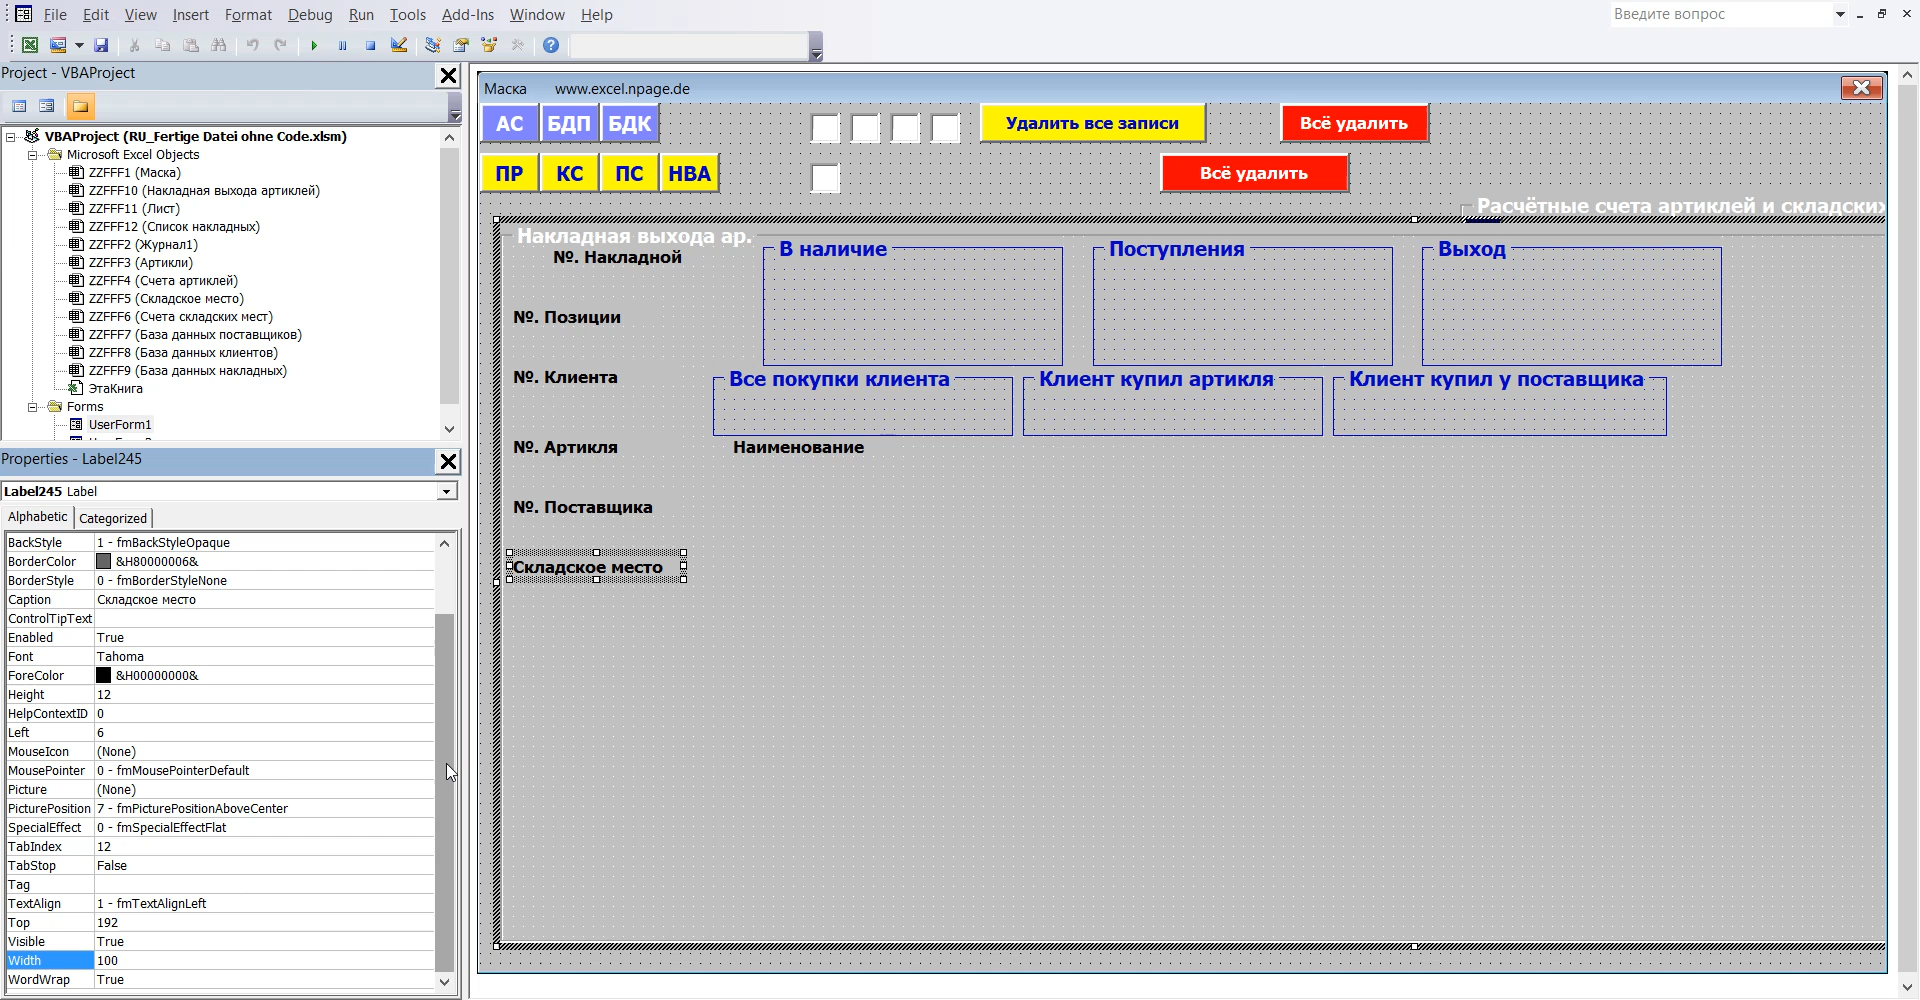 File Edit View Insert Format Debug Run Tools Add-Ins Window Help Введите вопрос
Project - VBAProject
VBAProject (RU_Fertige Datei ohne Code.xlsm)
Microsoft Excel Objects
ZZFFF1 (Маска)
ZZFFF10 (Накладная выхода артиклей)
ZZFFF11 (Лист)
ZZFFF12 (Список накладных)
ZZFFF2 (Журнал1)
ZZFFF3 (Артикли)
ZZFFF4 (Счета артиклей)
ZZFFF5 (Складское место)
ZZFFF6 (Счета складских мест)
ZZFFF7 (База данных поставщиков)
ZZFFF8 (База данных клиентов)
ZZFFF9 (База данных накладных)
ЭтаКнига
Forms
UserForm1
Properties - Label245
Label245 Label
Alphabetic Categorized
BackStyle 1 - fmBackStyleOpaque
BorderColor &H80000006&
BorderStyle 0 - fmBorderStyleNone
Caption Складское место
ControlTipText
Enabled True
Font Tahoma
ForeColor &H00000000&
Height 12
HelpContextID 0
Left 6
MouseIcon (None)
MousePointer 0 - fmMousePointerDefault
Picture (None)
PicturePosition 7 - fmPicturePositionAboveCenter
SpecialEffect 0 - fmSpecialEffectFlat
TabIndex 12
TabStop False
Tag
TextAlign 1 - fmTextAlignLeft
Top 192
Visible True
Width 100
WordWrap True
Маска www.excel.npage.de
АС БДП БДК Удалить все записи Всё удалить
ПР КС ПС НВА Всё удалить
Расчётные счета артиклей и складских
Накладная выхода ар.
В наличие Поступления Выход
№. Накладной
№. Позиции
№. Клиента
Все покупки клиента Клиент купил артикля Клиент купил у поставщика
№. Артикля Наименование
№. Поставщика
Складское место